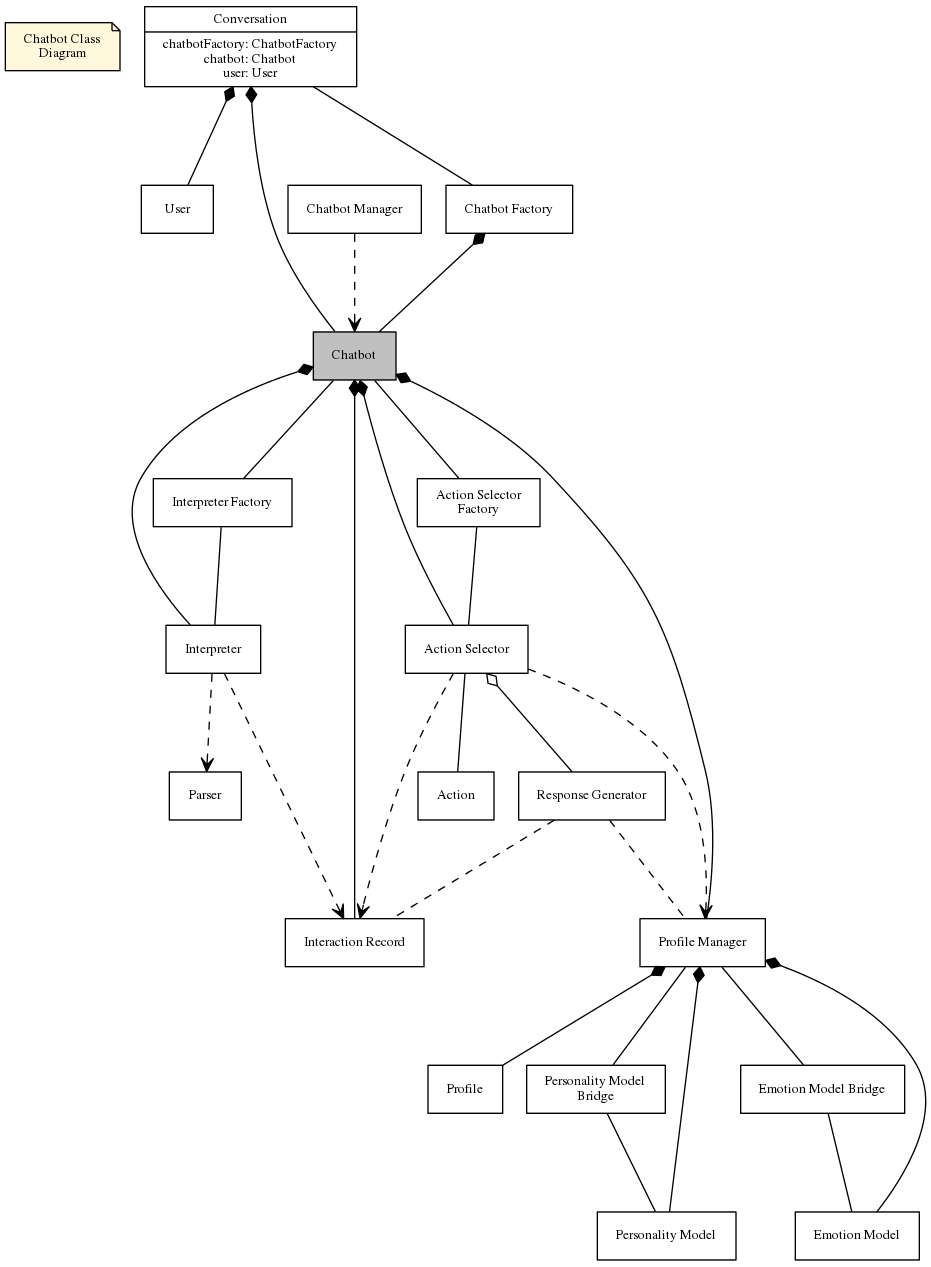 Chatbot Class
Diagram
Conversation
chatbotFactory: ChatbotFactory
chatbot: Chatbot
user: User
User
Chatbot Manager
Chatbot Factory
Chatbot
Interpreter Factory
Action Selector
Factory
Interpreter
Action Selector
Parser
Action
Response Generator
Interaction Record
Profile Manager
Profile
Personality Model
Bridge
Emotion Model Bridge
Personality Model
Emotion Model